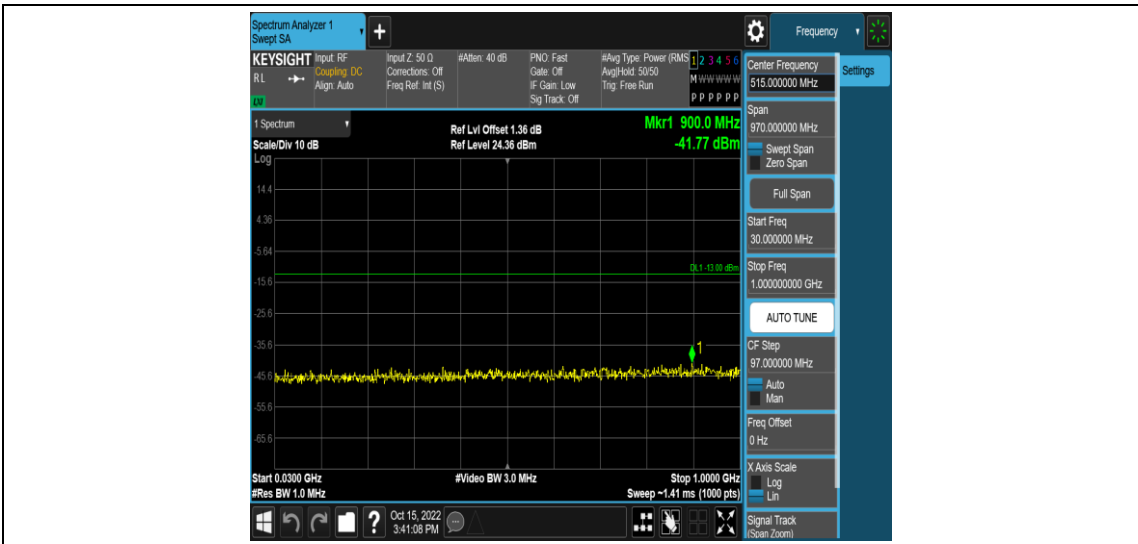 Spectrum Analyzer 1
Swept SA
+
Frequency
KEYSIGHT
R L
LXI
Input: RF
Coupling: DC
Align: Auto
Input Z: 50 Ω
Corrections: Off
Freq Ref: Int (S)
#Atten: 40 dB
PNO: Fast
Gate: Off
IF Gain: Low
Sig Track: Off
#Avg Type: Power (RMS
Avg|Hold: 50/50
Trig: Free Run
1 2 3 4 5 6
M W W W W W
P P P P P P
1 Spectrum
Scale/Div 10 dB
Log
Ref Lvl Offset 1.36 dB
Ref Level 24.36 dBm
Mkr1 900.0 MHz
-41.77 dBm
14.4
4.36
-5.64
DL1 -13.00 dBm
-15.6
-25.6
-35.6
1
-45.6
-55.6
-65.6
Start 0.0300 GHz
#Res BW 1.0 MHz
#Video BW 3.0 MHz
Stop 1.0000 GHz
Sweep ~1.41 ms (1000 pts)
?
Oct 15, 2022
3:41:08 PM
Center Frequency
515.000000 MHz
Settings
Span
970.000000 MHz
Swept Span
Zero Span
Full Span
Start Freq
30.000000 MHz
Stop Freq
1.000000000 GHz
AUTO TUNE
CF Step
97.000000 MHz
Auto
Man
Freq Offset
0 Hz
X Axis Scale
Log
Lin
Signal Track
(Span Zoom)